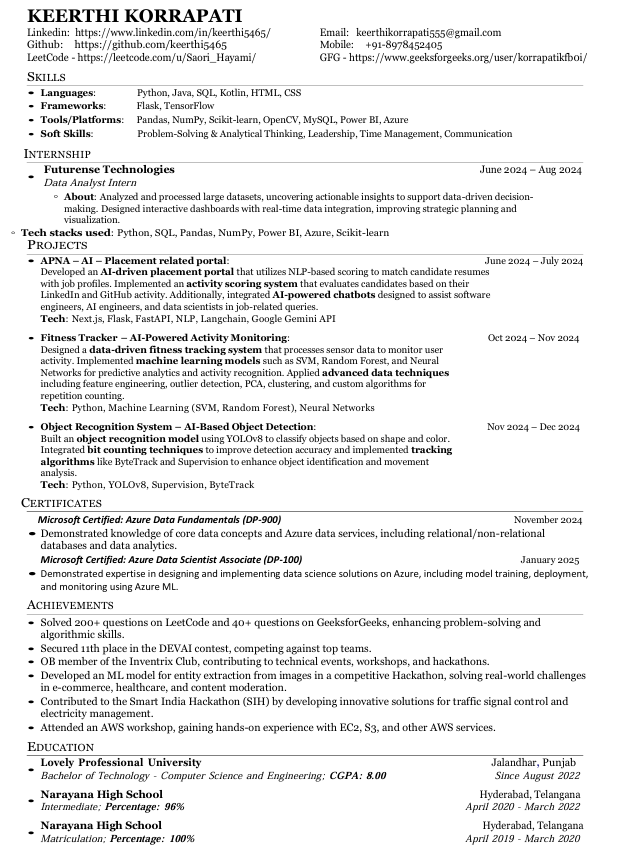 KEERTHI KORRAPATI
Linkedin: https://www.linkedin.com/in/keerthi5465/ Email: keerthikorrapati555@gmail.com
Github: https://github.com/keerthi5465 Mobile: +91-8978452405
LeetCode - https://leetcode.com/u/Saori_Hayami/ GFG - https://www.geeksforgeeks.org/user/korrapatikfb0i/
SKILLS
• Languages: Python, Java, SQL, Kotlin, HTML, CSS
• Frameworks: Flask, TensorFlow
• Tools/Platforms: Pandas, NumPy, Scikit-learn, OpenCV, MySQL, Power BI, Azure
• Soft Skills: Problem-Solving & Analytical Thinking, Leadership, Time Management, Communication
INTERNSHIP
• Futurense Technologies June 2024 – Aug 2024
Data Analyst Intern
◦ About: Analyzed and processed large datasets, uncovering actionable insights to support data-driven decision-
making. Designed interactive dashboards with real-time data integration, improving strategic planning and
visualization.
◦ Tech stacks used: Python, SQL, Pandas, NumPy, Power BI, Azure, Scikit-learn
PROJECTS
• APNA – AI – Placement related portal: June 2024 – July 2024
Developed an AI-driven placement portal that utilizes NLP-based scoring to match candidate resumes
with job profiles. Implemented an activity scoring system that evaluates candidates based on their
LinkedIn and GitHub activity. Additionally, integrated AI-powered chatbots designed to assist software
engineers, AI engineers, and data scientists in job-related queries.
Tech: Next.js, Flask, FastAPI, NLP, Langchain, Google Gemini API
• Fitness Tracker – AI-Powered Activity Monitoring: Oct 2024 – Nov 2024
Designed a data-driven fitness tracking system that processes sensor data to monitor user
activity. Implemented machine learning models such as SVM, Random Forest, and Neural
Networks for predictive analytics and activity recognition. Applied advanced data techniques
including feature engineering, outlier detection, PCA, clustering, and custom algorithms for
repetition counting.
Tech: Python, Machine Learning (SVM, Random Forest), Neural Networks
• Object Recognition System – AI-Based Object Detection: Nov 2024 – Dec 2024
Built an object recognition model using YOLOv8 to classify objects based on shape and color.
Integrated bit counting techniques to improve detection accuracy and implemented tracking
algorithms like ByteTrack and Supervision to enhance object identification and movement
analysis.
Tech: Python, YOLOv8, Supervision, ByteTrack
CERTIFICATES
Microsoft Certified: Azure Data Fundamentals (DP-900) November 2024
• Demonstrated knowledge of core data concepts and Azure data services, including relational/non-relational
databases and data analytics.
Microsoft Certified: Azure Data Scientist Associate (DP-100) January 2025
• Demonstrated expertise in designing and implementing data science solutions on Azure, including model training, deployment,
and monitoring using Azure ML.
ACHIEVEMENTS
• Solved 200+ questions on LeetCode and 40+ questions on GeeksforGeeks, enhancing problem-solving and
algorithmic skills.
• Secured 11th place in the DEVAI contest, competing against top teams.
• OB member of the Inventrix Club, contributing to technical events, workshops, and hackathons.
• Developed an ML model for entity extraction from images in a competitive Hackathon, solving real-world challenges
in e-commerce, healthcare, and content moderation.
• Contributed to the Smart India Hackathon (SIH) by developing innovative solutions for traffic signal control and
electricity management.
• Attended an AWS workshop, gaining hands-on experience with EC2, S3, and other AWS services.
EDUCATION
• Lovely Professional University Jalandhar, Punjab
Bachelor of Technology - Computer Science and Engineering; CGPA: 8.00 Since August 2022
• Narayana High School Hyderabad, Telangana
Intermediate; Percentage: 96% April 2020 - March 2022
• Narayana High School Hyderabad, Telangana
Matriculation; Percentage: 100% April 2019 - March 2020